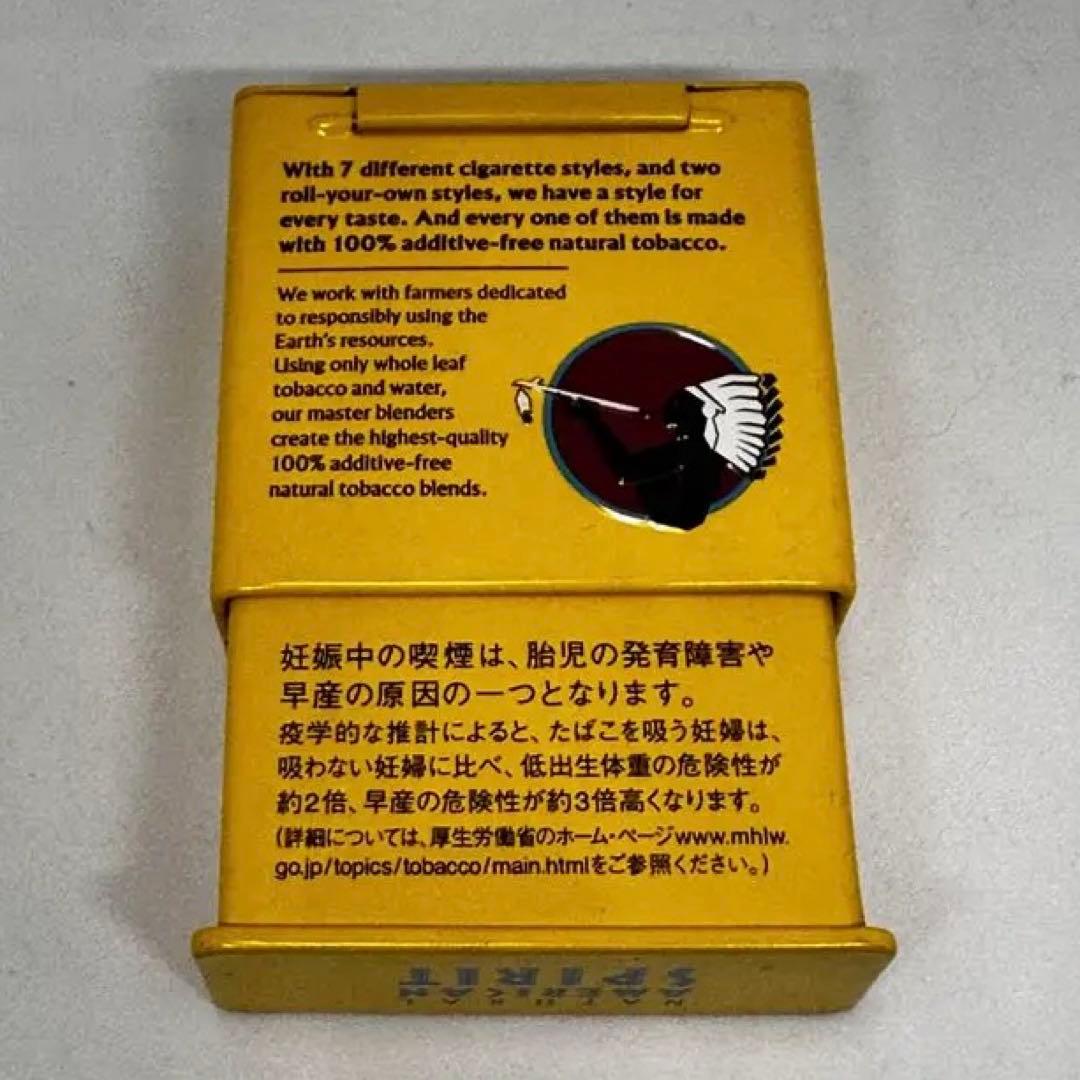 With 7 different cigarette styles, and two
roll-your-own styles, we have a style for
every taste. And every one of them is made
with 100% additive-free natural tobacco.
We work with farmers dedicated
to responsibly using the
Earth's resources.
Using only whole leaf
tobacco and water,
our master blenders
create the highest-quality
100% additive-free
natural tobacco blends.
妊娠中の喫煙は、胎児の発育障害や
早産の原因の一つとなります。
疫学的な推計によると、たばこを吸う妊婦は、
吸わない妊婦に比べ、低出生体重の危険性が
約2倍、早産の危険性が約3倍高くなります。
(詳細については、厚生労働省のホーム・ページwww.mhlw.
go.jp/topics/tobacco/main.htmlをご参照ください。)
NATURAL
AMERICAN
SPIRIT